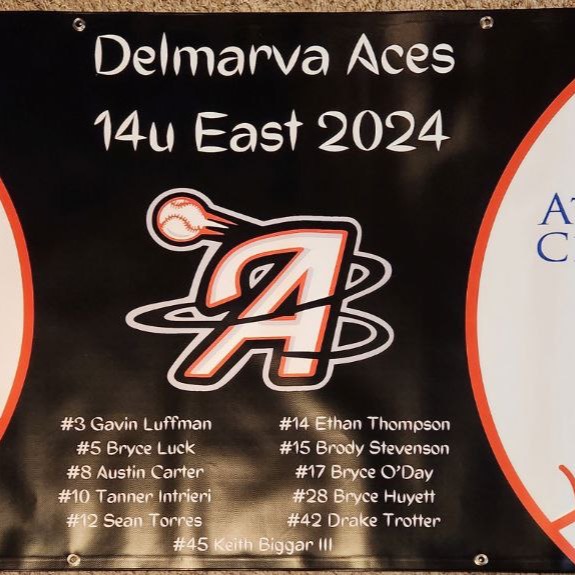 Delmarva Aces
14u East 2024
A
#3 Gavin Luffman
#5 Bryce Luck
#8 Austin Carter
#10 Tanner Intrieri
#12 Sean Torres
#14 Ethan Thompson
#15 Brody Stevenson
#17 Bryce O'Day
#28 Bryce Huyett
#42 Drake Trotter
#45 Keith Biggar III